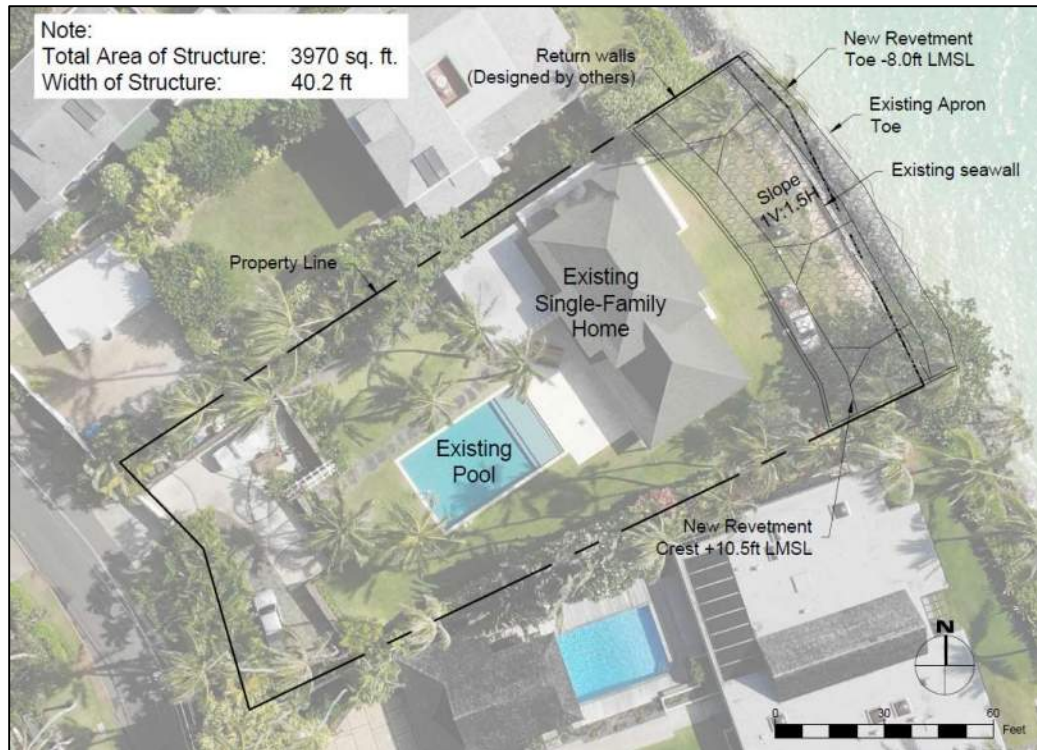 Note:
Total Area of Structure: 3970 sq. ft.
Width of Structure: 40.2 ft
Return walls
(Designed by others)
New Revetment
Toe -8.0ft LMSL
Existing Apron
Toe
Existing seawall
Slope
1V:1.5H
Property Line
Existing
Single-Family
Home
Existing
Pool
New Revetment
Crest +10.5ft LMSL
N
0 30 60
Feet